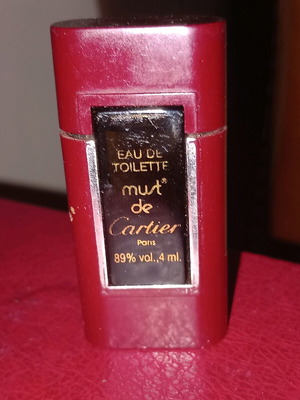 EAU DE
TOILETTE
must®
de
Cartier
Paris
89% vol., 4 ml.